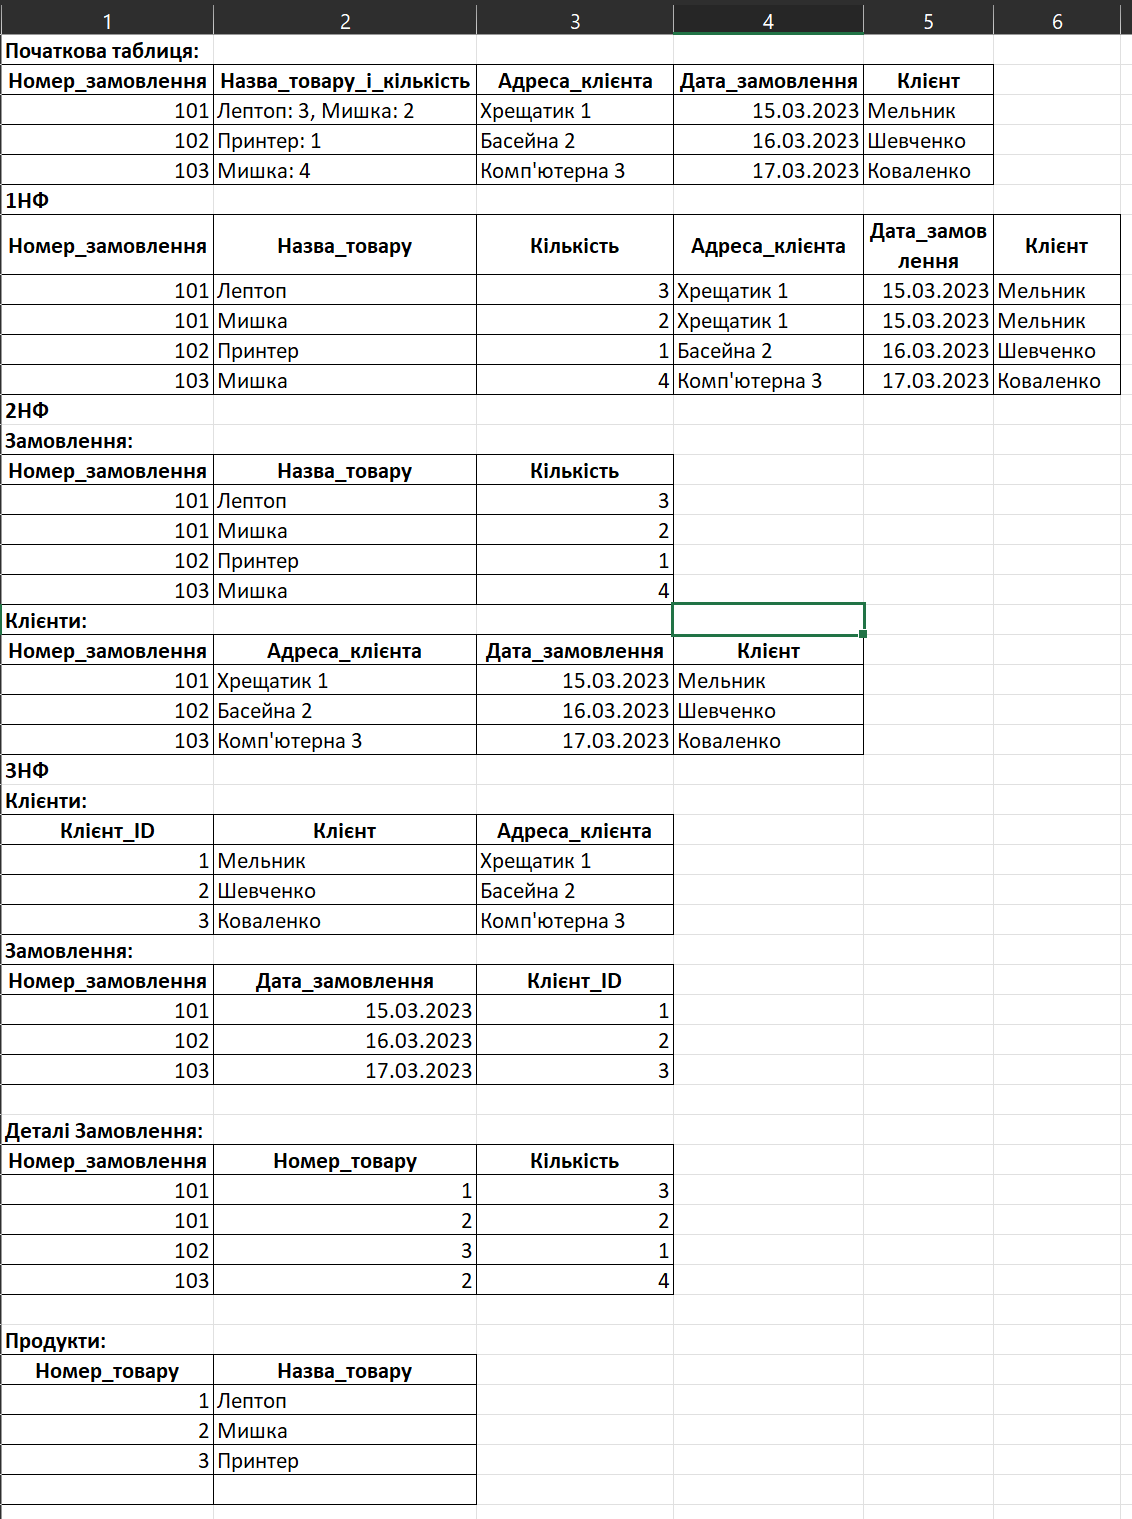 1 2 3 4 5 6
Початкова таблиця:
Номер_замовлення Назва_товару_і_кількість Адреса_клієнта Дата_замовлення Клієнт
101 Лептоп: 3, Мишка: 2 Хрещатик 1 15.03.2023 Мельник
102 Принтер: 1 Басейна 2 16.03.2023 Шевченко
103 Мишка: 4 Комп'ютерна 3 17.03.2023 Коваленко
1НФ
Номер_замовлення Назва_товару Кількість Адреса_клієнта Дата_замов
лення Клієнт
101 Лептоп 3 Хрещатик 1 15.03.2023 Мельник
101 Мишка 2 Хрещатик 1 15.03.2023 Мельник
102 Принтер 1 Басейна 2 16.03.2023 Шевченко
103 Мишка 4 Комп'ютерна 3 17.03.2023 Коваленко
2НФ
Замовлення:
Номер_замовлення Назва_товару Кількість
101 Лептоп 3
101 Мишка 2
102 Принтер 1
103 Мишка 4
Клієнти:
Номер_замовлення Адреса_клієнта Дата_замовлення Клієнт
101 Хрещатик 1 15.03.2023 Мельник
102 Басейна 2 16.03.2023 Шевченко
103 Комп'ютерна 3 17.03.2023 Коваленко
3НФ
Клієнти:
Клієнт_ID Клієнт Адреса_клієнта
1 Мельник Хрещатик 1
2 Шевченко Басейна 2
3 Коваленко Комп'ютерна 3
Замовлення:
Номер_замовлення Дата_замовлення Клієнт_ID
101 15.03.2023 1
102 16.03.2023 2
103 17.03.2023 3
Деталі Замовлення:
Номер_замовлення Номер_товару Кількість
101 1 3
101 2 2
102 3 1
103 2 4
Продукти:
Номер_товару Назва_товару
1 Лептоп
2 Мишка
3 Принтер